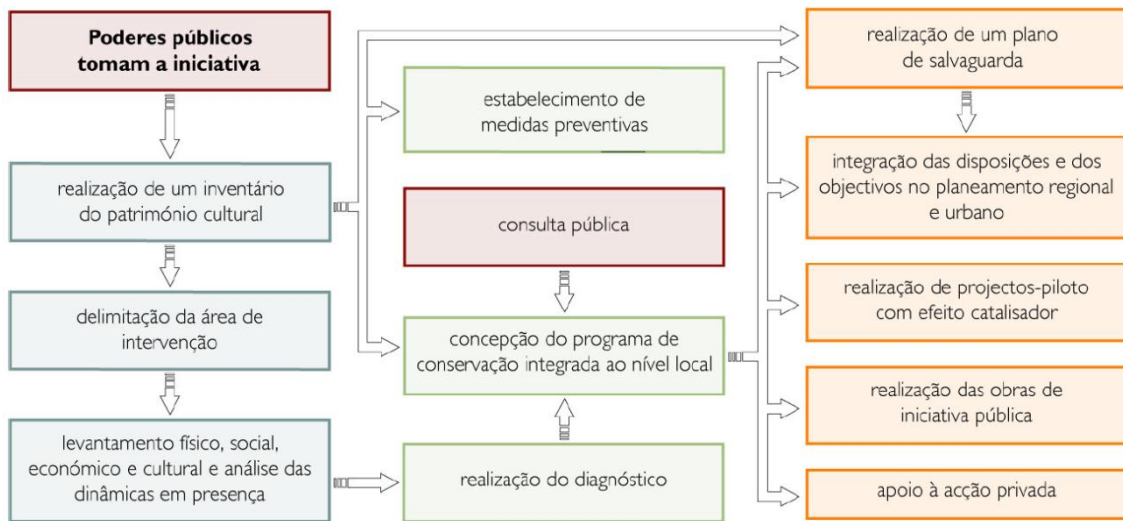 Poderes públicos
tomam a iniciativa
realização de um inventário
do património cultural
delimitação da área de
intervenção
levantamento físico, social,
económico e cultural e análise das
dinâmicas em presença
estabelecimento de
medidas preventivas
consulta pública
concepção do programa de
conservação integrada ao nível local
realização do diagnóstico
realização de um plano
de salvaguarda
integração das disposições e dos
objectivos no planeamento regional
e urbano
realização de projectos-piloto
com efeito catalisador
realização das obras de
iniciativa pública
apoio à acção privada